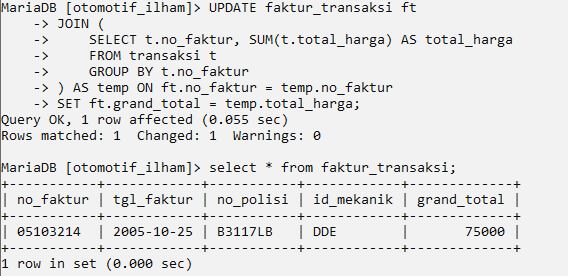 MariaDB [otomotif_ilham]> UPDATE faktur_transaksi ft
    -> JOIN (
    ->     SELECT t.no_faktur, SUM(t.total_harga) AS total_harga
    ->     FROM transaksi t
    ->     GROUP BY t.no_faktur
    -> ) AS temp ON ft.no_faktur = temp.no_faktur
    -> SET ft.grand_total = temp.total_harga;
Query OK, 1 row affected (0.055 sec)
Rows matched: 1  Changed: 1  Warnings: 0

MariaDB [otomotif_ilham]> select * from faktur_transaksi;
+-----------+------------+-----------+------------+-------------+
| no_faktur | tgl_faktur | no_polisi | id_mekanik | grand_total |
+-----------+------------+-----------+------------+-------------+
| 05103214  | 2005-10-25 | B3117LB   | DDE        |       75000 |
+-----------+------------+-----------+------------+-------------+
1 row in set (0.000 sec)